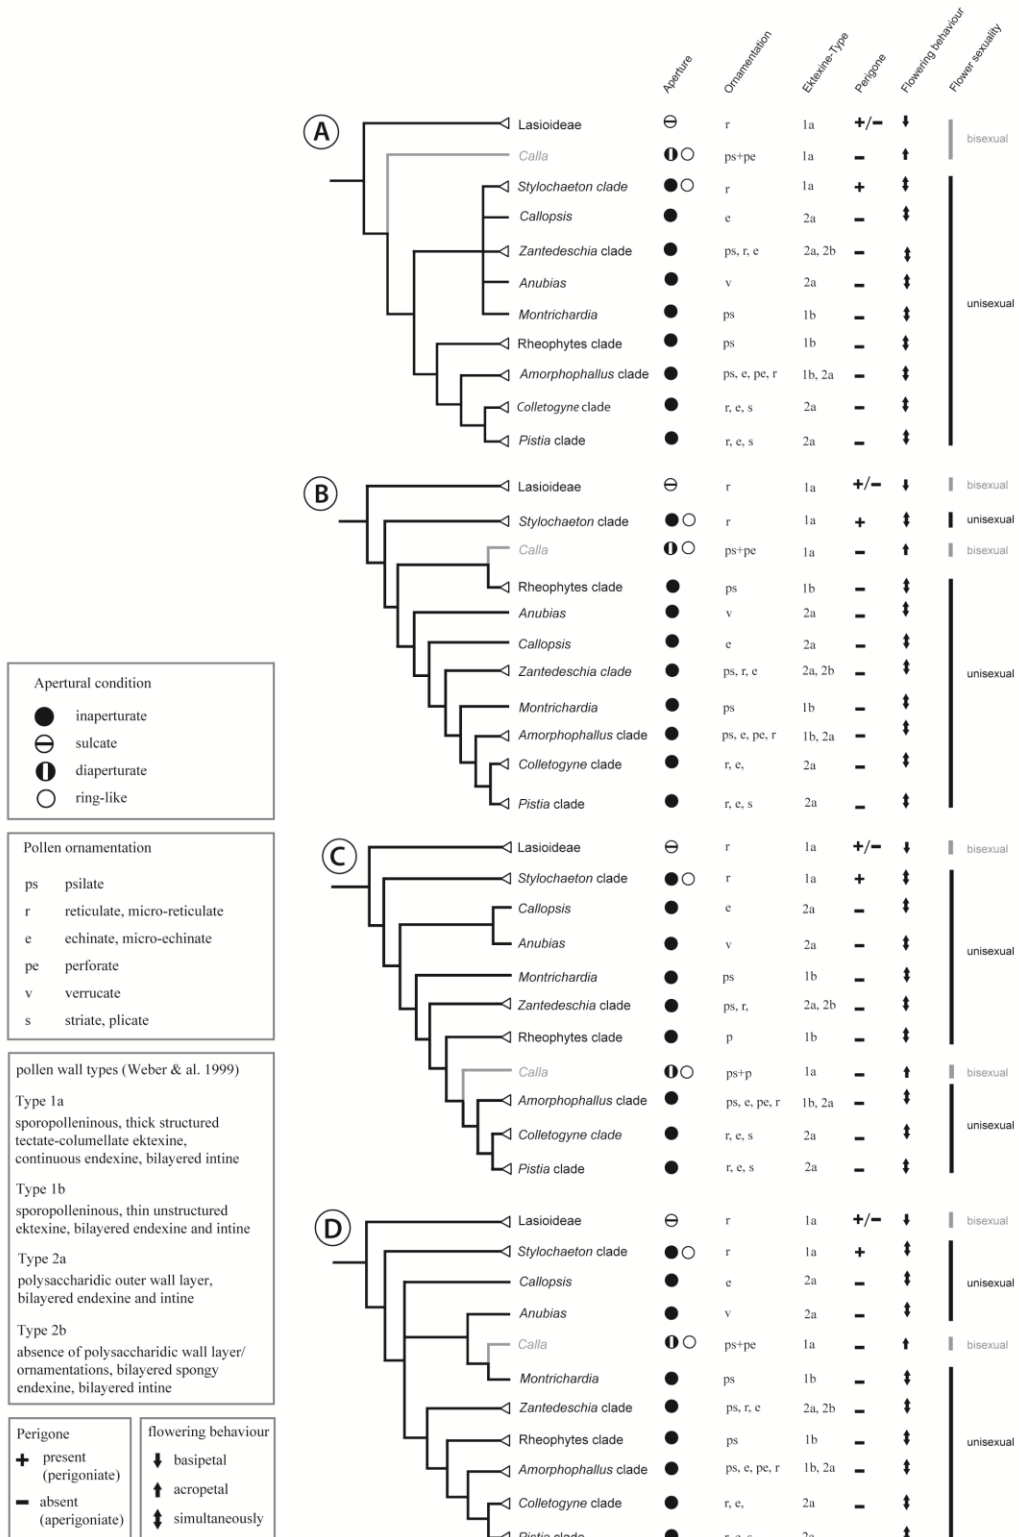 Aperture
Ornamentation
Ektexine-Type
Perigone
Flowering behaviour
Flower sexuality
A
Lasioideae r 1a +/−
bisexual
Calla ps+pe 1a −
Stylochaeton clade r 1a +
Callopsis e 2a −
Zantedeschia clade ps, r, e 2a, 2b −
Anubias v 2a −
unisexual
Montrichardia ps 1b −
Rheophytes clade ps 1b −
Amorphophallus clade ps, e, pe, r 1b, 2a −
Colletogyne clade r, e, s 2a −
Pistia clade r, e, s 2a −
B
Lasioideae r 1a +/− bisexual
Stylochaeton clade r 1a + unisexual
Calla ps+pe 1a − bisexual
Rheophytes clade ps 1b −
Anubias v 2a −
Callopsis e 2a −
Zantedeschia clade ps, r, e 2a, 2b − unisexual
Montrichardia ps 1b −
Amorphophallus clade ps, e, pe, r 1b, 2a −
Colletogyne clade r, e, 2a −
Pistia clade r, e, s 2a −
C
Lasioideae r 1a +/− bisexual
Stylochaeton clade r 1a +
Callopsis e 2a −
Anubias v 2a − unisexual
Montrichardia ps 1b −
Zantedeschia clade ps, r, 2a, 2b −
Rheophytes clade p 1b −
Calla ps+p 1a − bisexual
Amorphophallus clade ps, e, pe, r 1b, 2a −
Colletogyne clade r, e, s 2a − unisexual
Pistia clade r, e, s 2a −
D
Lasioideae r 1a +/− bisexual
Stylochaeton clade r 1a +
Callopsis e 2a − unisexual
Anubias v 2a −
Calla ps+pe 1a − bisexual
Montrichardia ps 1b −
Zantedeschia clade ps, r, e 2a, 2b −
Rheophytes clade ps 1b − unisexual
Amorphophallus clade ps, e, pe, r 1b, 2a −
Colletogyne clade r, e, 2a −
Pistia clade r, e, s 2a
Apertural condition
inaperturate
sulcate
diaperturate
ring-like
Pollen ornamentation
ps psilate
r reticulate, micro-reticulate
e echinate, micro-echinate
pe perforate
v verrucate
s striate, plicate
pollen wall types (Weber & al. 1999)
Type 1a
sporopolleninous, thick structured
tectate-columellate ektexine,
continuous endexine, bilayered intine
Type 1b
sporopolleninous, thin unstructured
ektexine, bilayered endexine and intine
Type 2a
polysaccharidic outer wall layer,
bilayered endexine and intine
Type 2b
absence of polysaccharidic wall layer/
ornamentations, bilayered spongy
endexine, bilayered intine
Perigone
+ present
(perigoniate)
− absent
(aperigoniate)
flowering behaviour
basipetal
acropetal
simultaneously